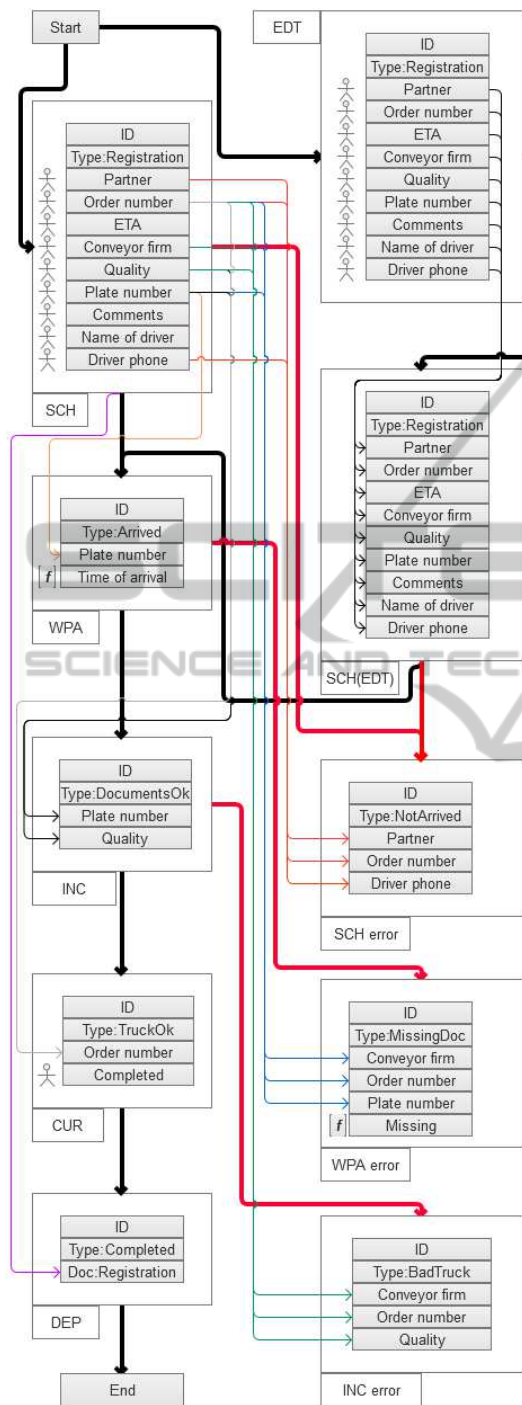 Start
EDT
ID
Type:Registration
Partner
Order number
ETA
Conveyor firm
Quality
Plate number
Comments
Name of driver
Driver phone
ID
Type:Registration
Partner
Order number
ETA
Conveyor firm
Quality
Plate number
Comments
Name of driver
Driver phone
SCH
ID
Type:Registration
Partner
Order number
ETA
Conveyor firm
Quality
Plate number
Comments
Name of driver
Driver phone
SCH(EDT)
ID
Type:Arrived
Plate number
[f] Time of arrival
WPA
SCITE
SCIENCE AND TEC
ID
Type:DocumentsOk
Plate number
Quality
INC
ID
Type:NotArrived
Partner
Order number
Driver phone
SCH error
ID
Type:TruckOk
Order number
Completed
CUR
ID
Type:MissingDoc
Conveyor firm
Order number
Plate number
[f] Missing
WPA error
ID
Type:Completed
Doc:Registration
DEP
ID
Type:BadTruck
Conveyor firm
Order number
Quality
INC error
End